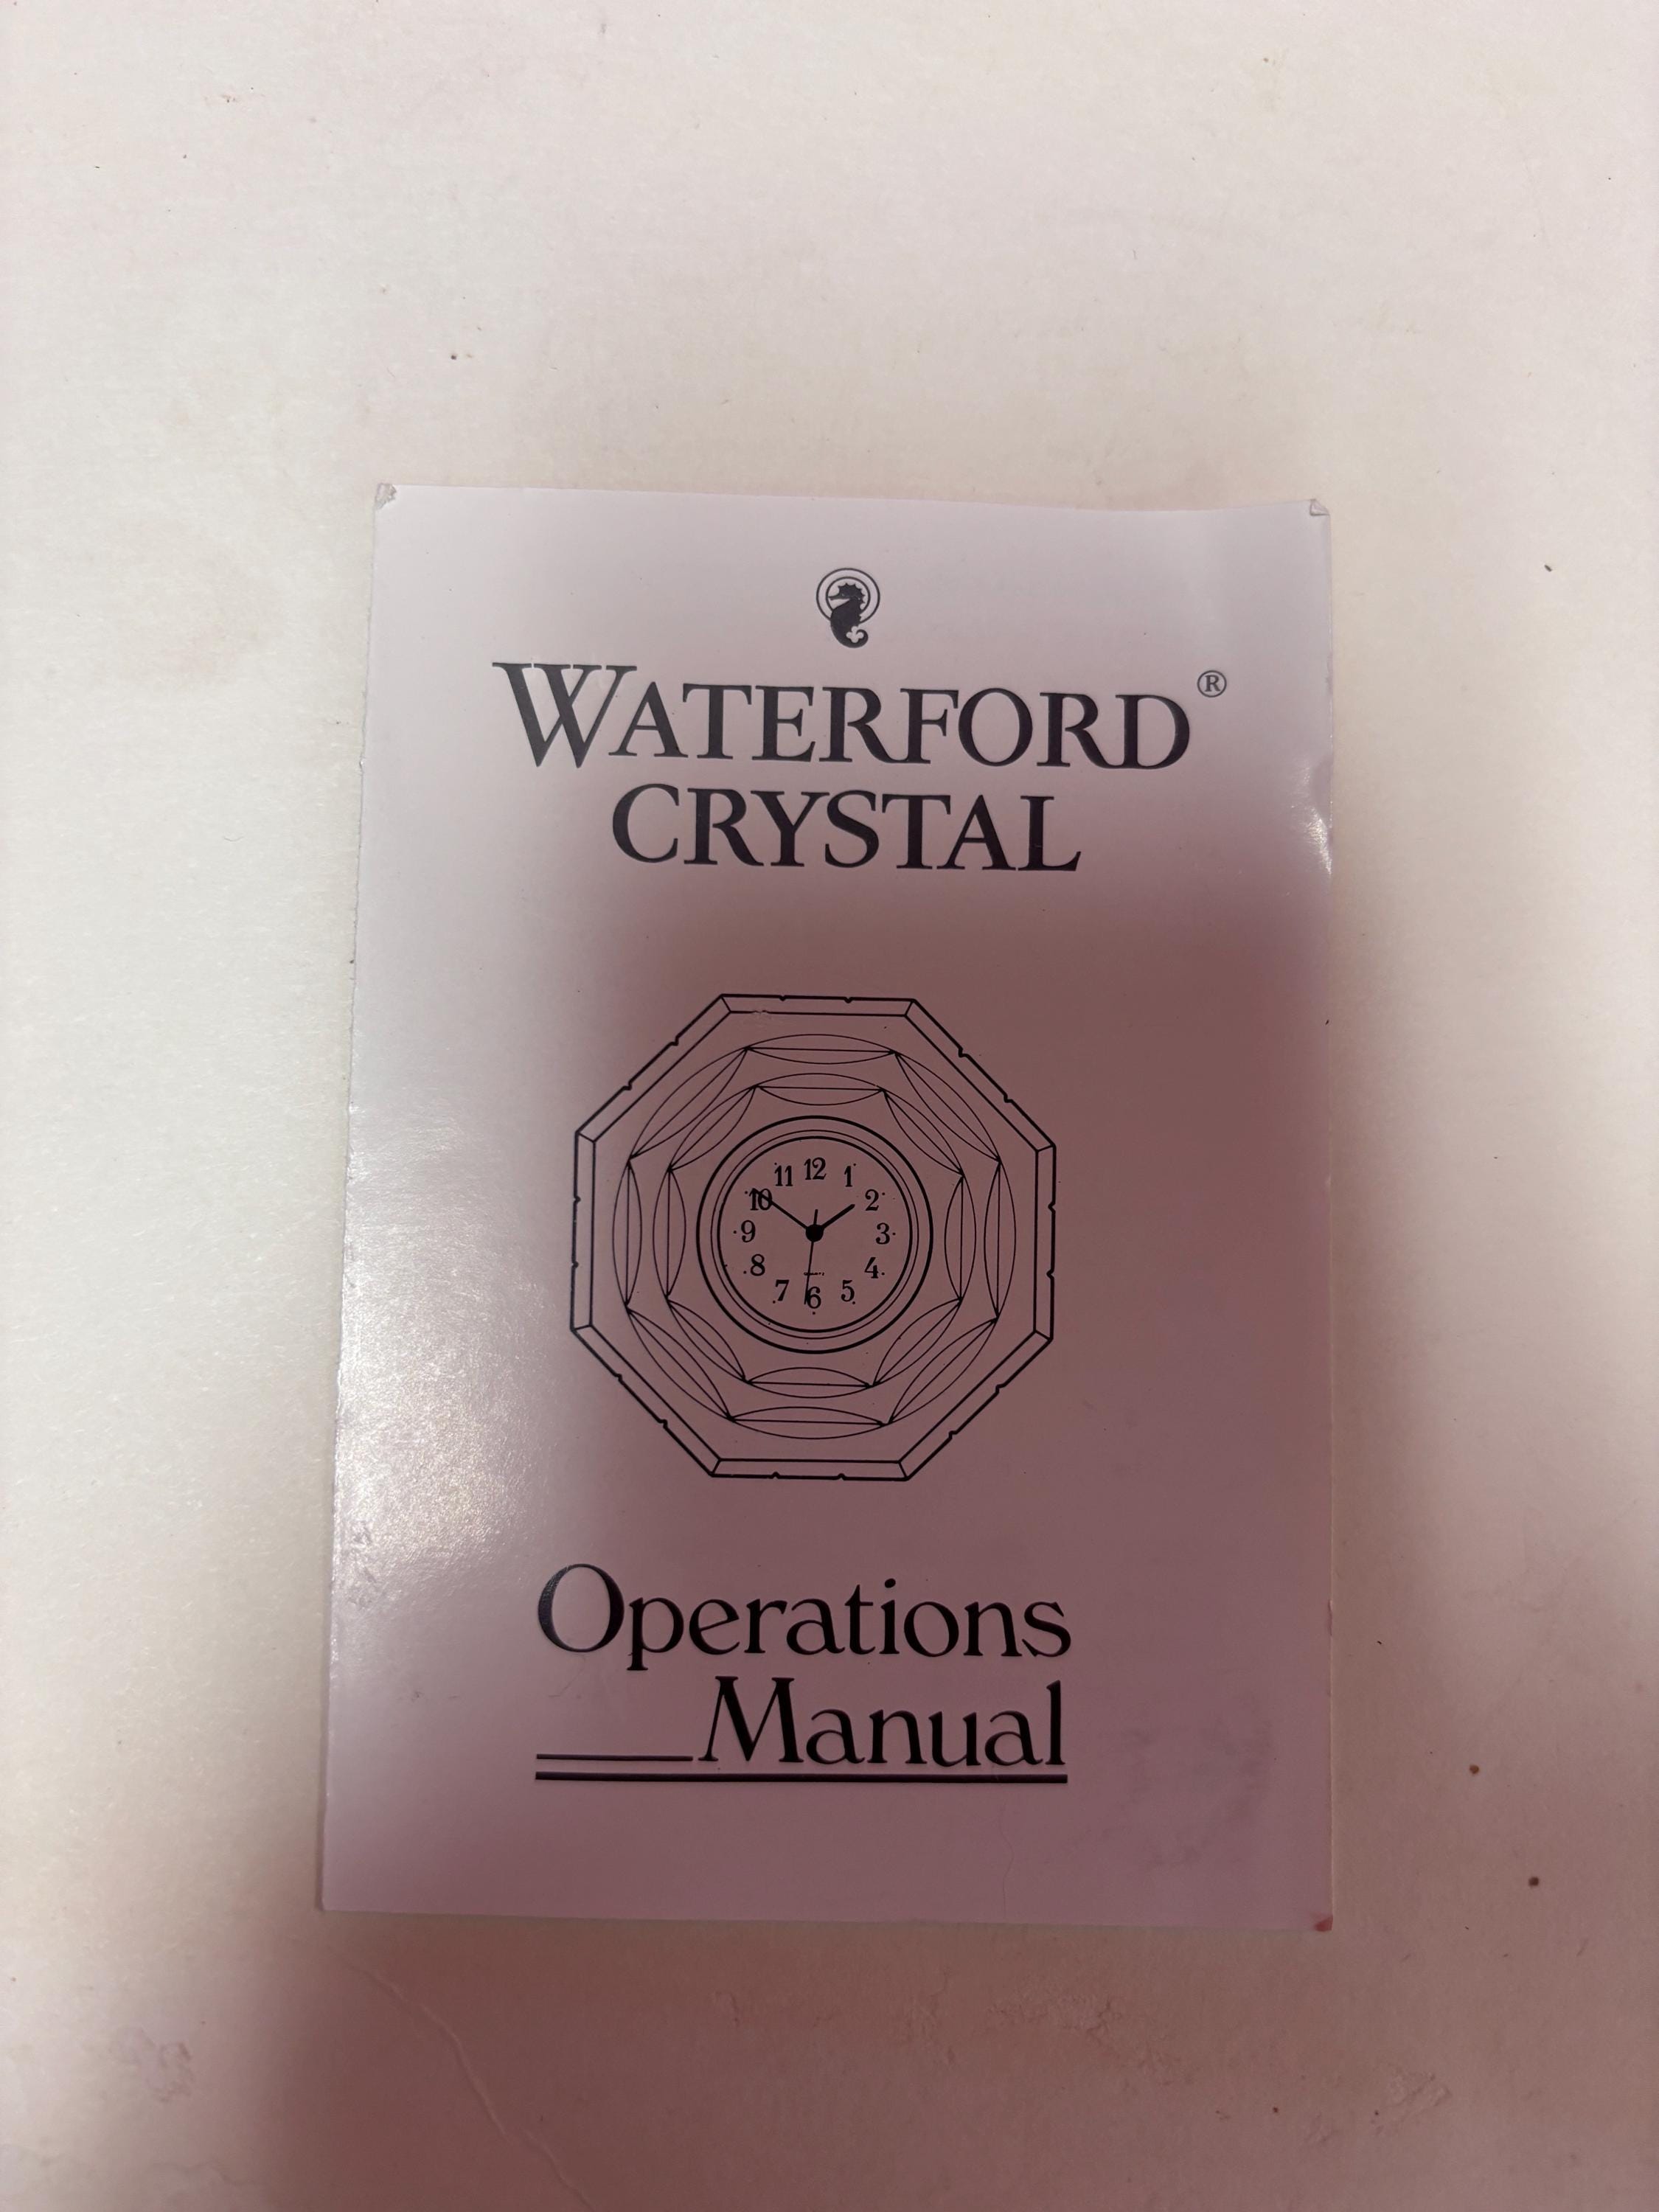 WATERFORD®
CRYSTAL
12
11 1
10 2
9 3
8 4
7 5
6
Operations
Manual